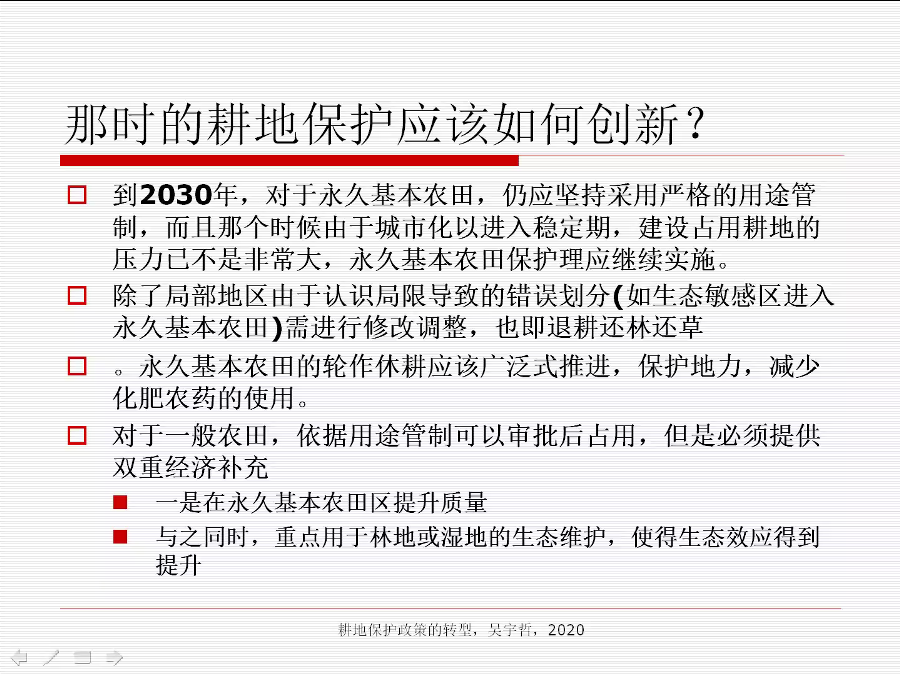 那时的耕地保护应该如何创新？
到2030年，对于永久基本农田，仍应坚持采用严格的用途管
制，而且那个时候由于城市化以进入稳定期，建设占用耕地的
压力已不是非常大，永久基本农田保护理应继续实施。
除了局部地区由于认识局限导致的错误划分(如生态敏感区进入
永久基本农田)需进行修改调整，也即退耕还林还草
。永久基本农田的轮作休耕应该广泛式推进，保护地力，减少
化肥农药的使用。
对于一般农田，依据用途管制可以审批后占用，但是必须提供
双重经济补充
一是在永久基本农田区提升质量
与之同时，重点用于林地或湿地的生态维护，使得生态效应得到
提升
耕地保护政策的转型，吴宇哲，2020